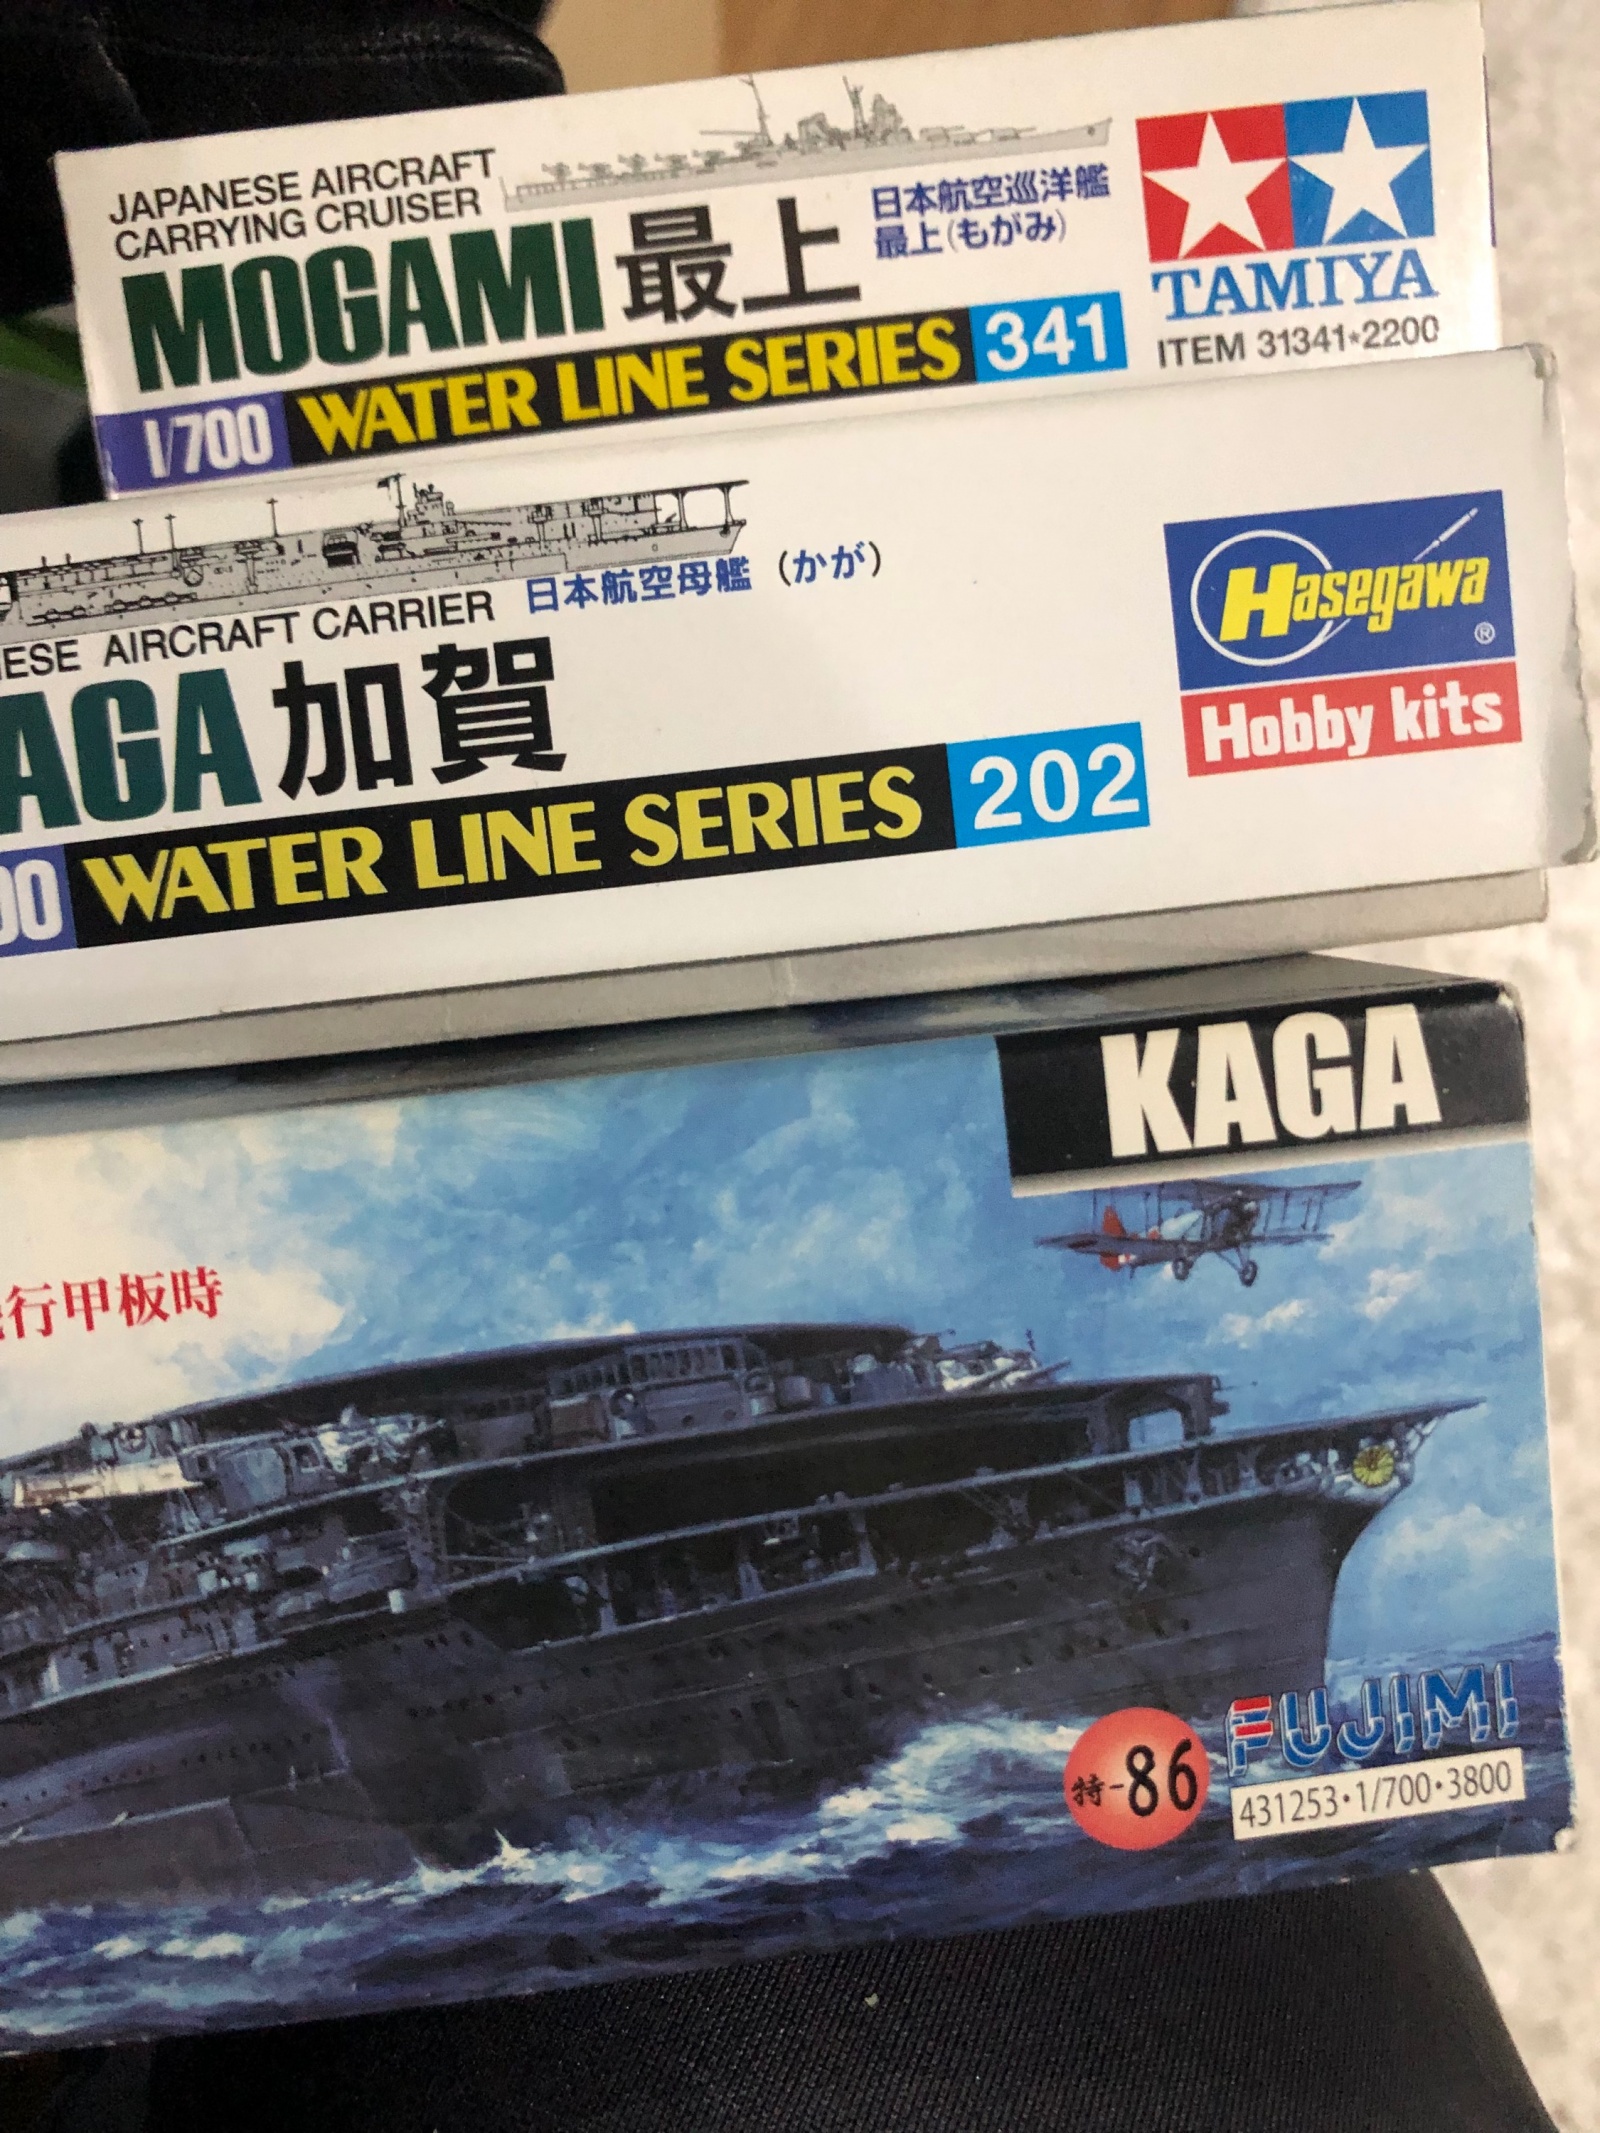 JAPANESE AIRCRAFT
CARRYING CRUISER
MOGAMI 最上
日本航空巡洋艦
最上(もがみ)
1/700 WATER LINE SERIES 341
TAMIYA
ITEM 31341★2200
ESE AIRCRAFT CARRIER
日本航空母艦 (かが)
AGA 加賀
00 WATER LINE SERIES 202
Hasegawa
®
Hobby kits
KAGA
行甲板時
特-86
FUJIMI
431253・1/700・3800